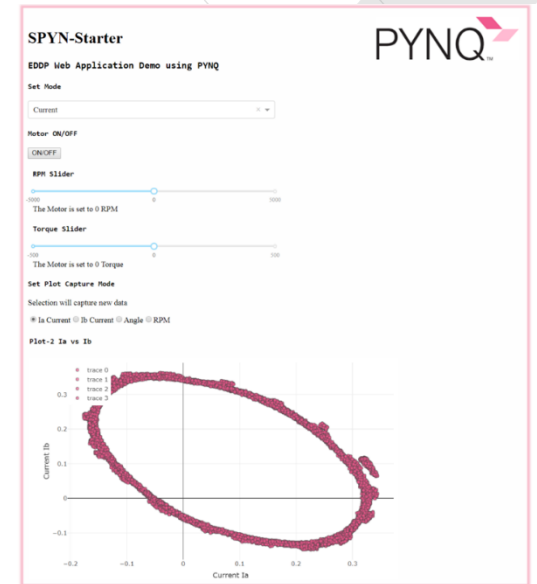 SPYN-Starter
PYNQ™
EDDP Web Application Demo using PYNQ
Set Mode
Current
Motor ON/OFF
ON/OFF
RPM Slider
-5000 0 5000
The Motor is set to 0 RPM
Torque Slider
-300 0 300
The Motor is set to 0 Torque
Set Plot Capture Mode
Selection will capture new data
Ia Current Ib Current Angle RPM
Plot-2 Ia vs Ib
trace 0
trace 1
trace 2
trace 3
0.3
0.2
0.1
0
−0.1
Current Ib
−0.2 −0.1 0 0.1 0.2 0.3
Current Ia